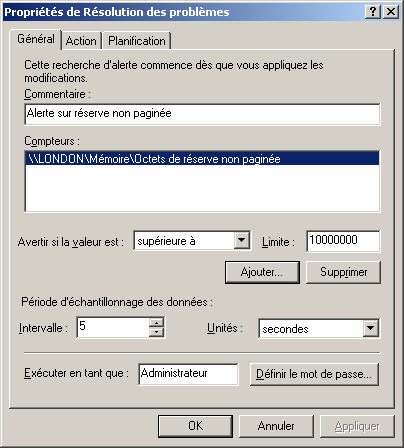 Propriétés de Résolution des problèmes
Général Action Planification
Cette recherche d'alerte commence dès que vous appliquez les
modifications.
Commentaire :
Alerte sur réserve non paginée
Compteurs :
\\LONDON\Mémoire\Octets de réserve non paginée
Avertir si la valeur est : supérieure à Limite : 10000000
Ajouter... Supprimer
Période d'échantillonnage des données :
Intervalle : 5 Unités : secondes
Exécuter en tant que : Administrateur Définir le mot de passe...
OK Annuler Appliquer